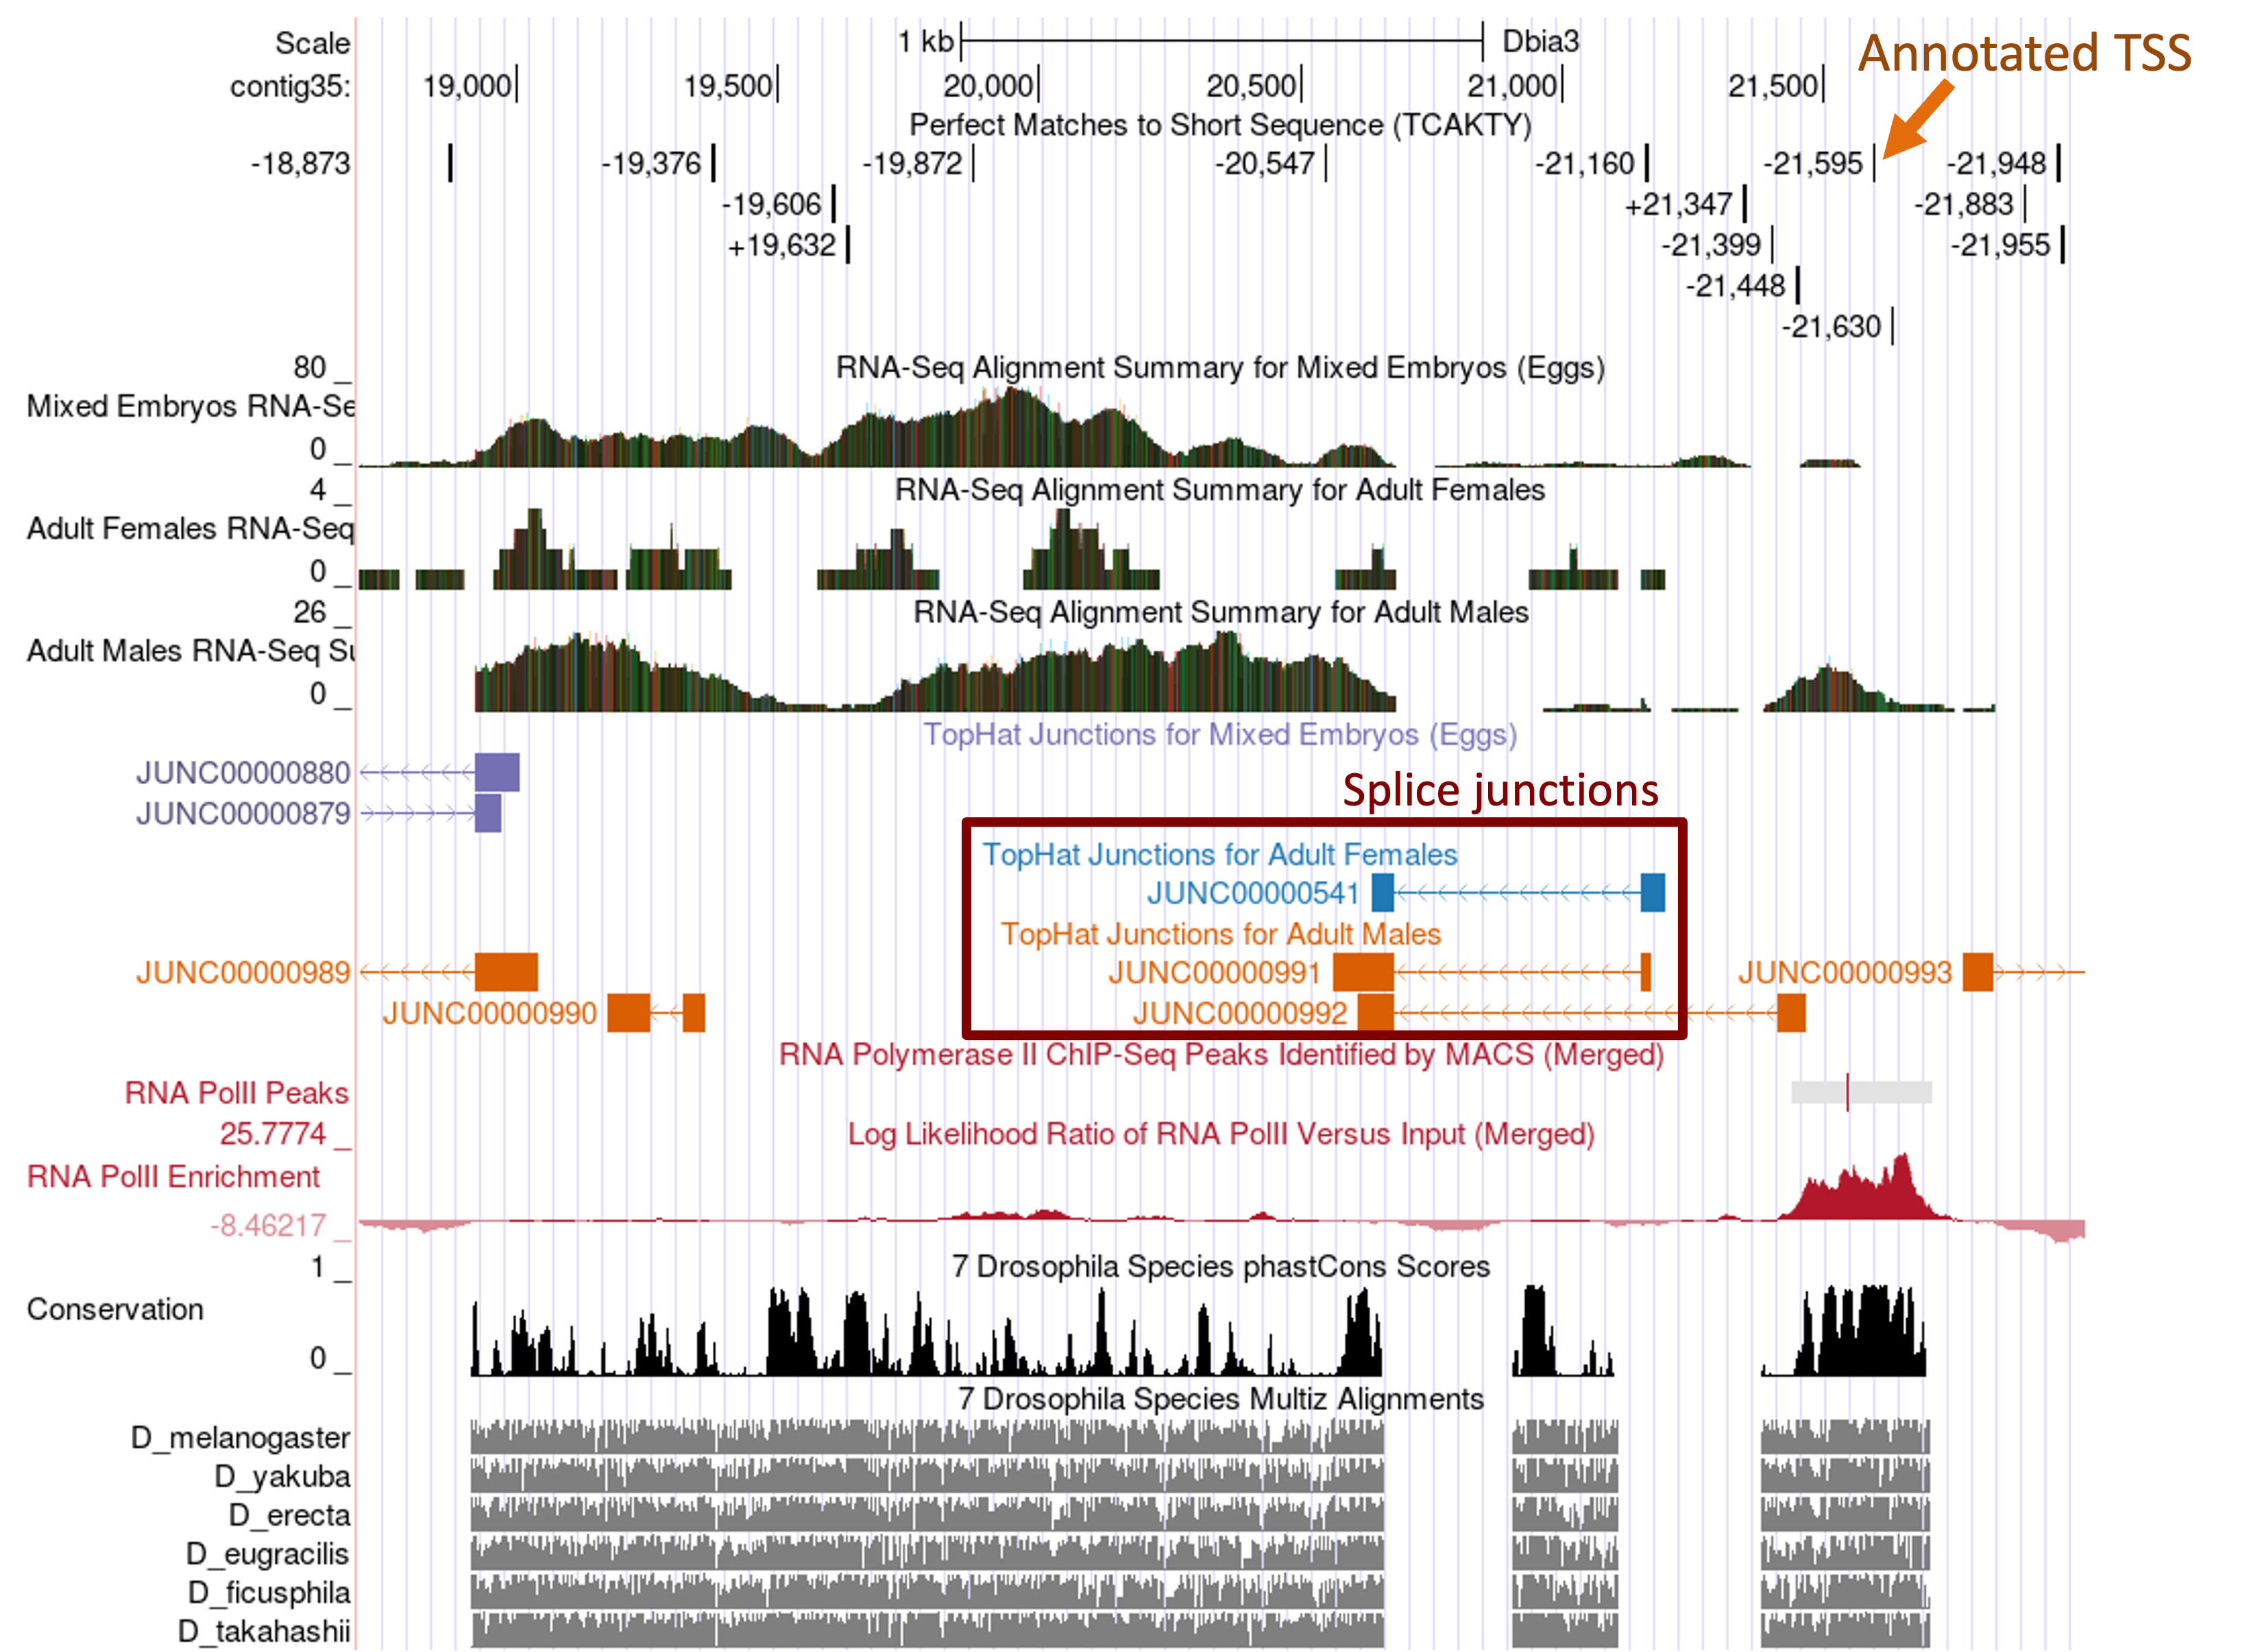 Scale 1 kb Dbia3
Annotated TSS
contig35: 19,000 19,500 20,000 20,500 21,000 21,500
Perfect Matches to Short Sequence (TCAKTY)
-18,873 -19,376 -19,872 -20,547 -21,160 -21,595 -21,948
-19,606 +21,347 -21,883
+19,632 -21,399 -21,955
-21,448
-21,630
RNA-Seq Alignment Summary for Mixed Embryos (Eggs)
80
Mixed Embryos RNA-Se
0
RNA-Seq Alignment Summary for Adult Females
4
Adult Females RNA-Seq
0
RNA-Seq Alignment Summary for Adult Males
26
Adult Males RNA-Seq Su
0
TopHat Junctions for Mixed Embryos (Eggs)
JUNC00000880
JUNC00000879
Splice junctions
TopHat Junctions for Adult Females
JUNC00000541
TopHat Junctions for Adult Males
JUNC00000989 JUNC00000991 JUNC00000993
JUNC00000990 JUNC00000992
RNA Polymerase II ChIP-Seq Peaks Identified by MACS (Merged)
RNA PolII Peaks
Log Likelihood Ratio of RNA PolII Versus Input (Merged)
25.7774
RNA PolII Enrichment
-8.46217
7 Drosophila Species phastCons Scores
1
Conservation
0
7 Drosophila Species Multiz Alignments
D_melanogaster
D_yakuba
D_erecta
D_eugracilis
D_ficusphila
D_takahashii